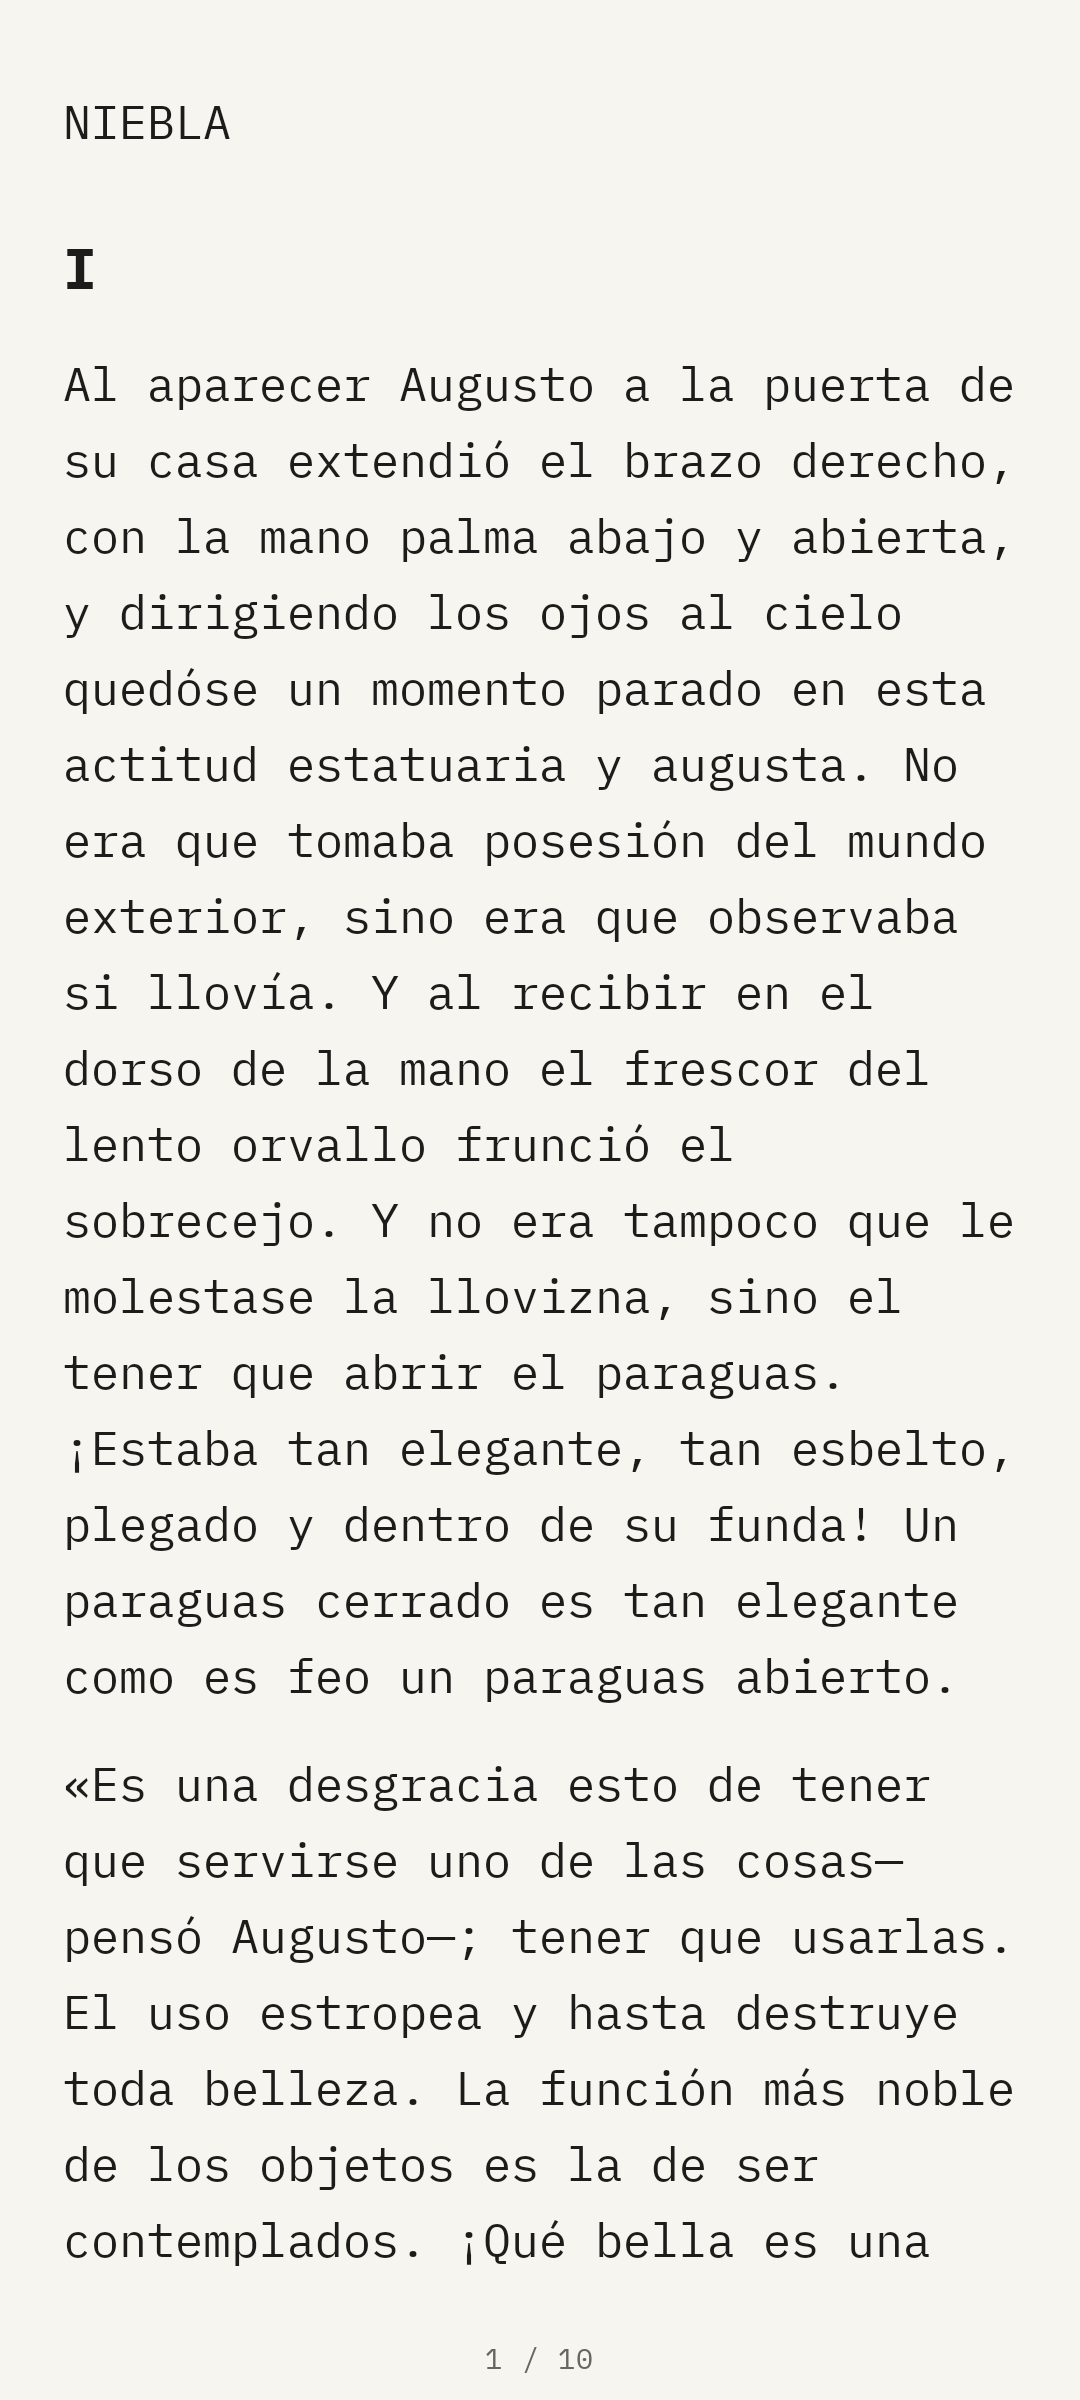 NIEBLA
I
Al aparecer Augusto a la puerta de
su casa extendió el brazo derecho,
con la mano palma abajo y abierta,
y dirigiendo los ojos al cielo
quedóse un momento parado en esta
actitud estatuaria y augusta. No
era que tomaba posesión del mundo
exterior, sino era que observaba
si llovía. Y al recibir en el
dorso de la mano el frescor del
lento orvallo frunció el
sobrecejo. Y no era tampoco que le
molestase la llovizna, sino el
tener que abrir el paraguas.
¡Estaba tan elegante, tan esbelto,
plegado y dentro de su funda! Un
paraguas cerrado es tan elegante
como es feo un paraguas abierto.
«Es una desgracia esto de tener
que servirse uno de las cosas—
pensó Augusto—; tener que usarlas.
El uso estropea y hasta destruye
toda belleza. La función más noble
de los objetos es la de ser
contemplados. ¡Qué bella es una
1 / 10